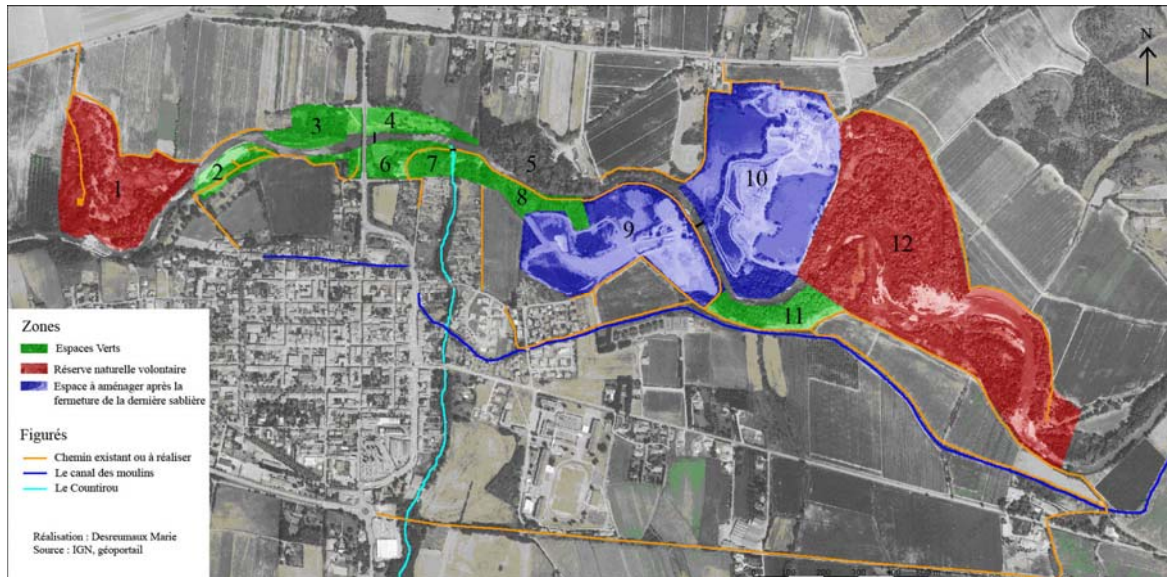 N
1
2
3
4
5
6
7
8
9
10
11
12
Zones
Espaces Verts
Réserve naturelle volontaire
Espace à aménager après la
fermeture de la dernière sablière
Figurés
Chemin existant ou à réaliser
Le canal des moulins
Le Countirou
Réalisation : Desreumaux Marie
Source : IGN, géoportail